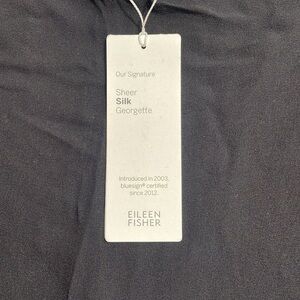 Our Signature
Sheer
Silk
Georgette
Introduced in 2003,
bluesign® certified
since 2012.
EILEEN
FISHER